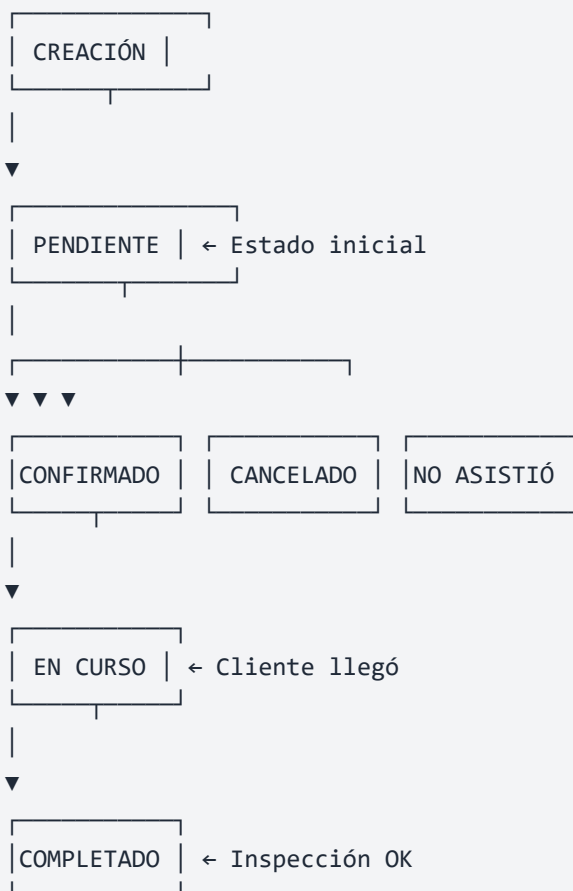 CREACIÓN
PENDIENTE ← Estado inicial
CONFIRMADO CANCELADO NO ASISTIÓ
EN CURSO ← Cliente llegó
COMPLETADO ← Inspección OK